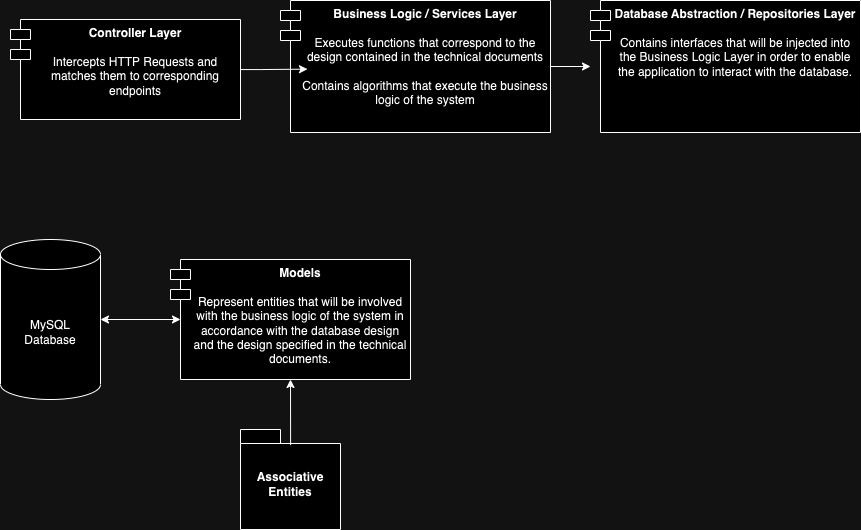 Controller Layer
Intercepts HTTP Requests and
matches them to corresponding
endpoints
Business Logic / Services Layer
Executes functions that correspond to the
design contained in the technical documents
Contains algorithms that execute the business
logic of the system
Database Abstraction / Repositories Layer
Contains interfaces that will be injected into
the Business Logic Layer in order to enable
the application to interact with the database.
MySQL
Database
Models
Represent entities that will be involved
with the business logic of the system in
accordance with the database design
and the design specified in the technical
documents.
Associative
Entities